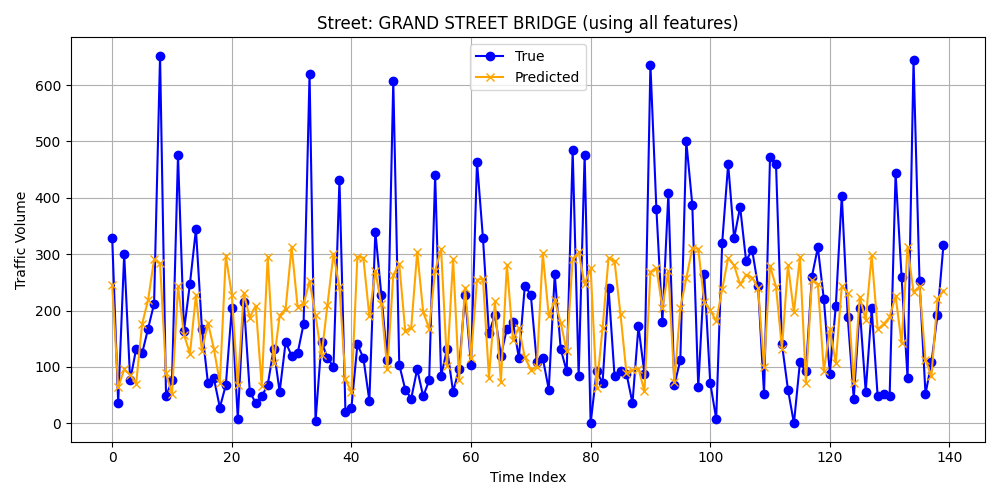 Street: GRAND STREET BRIDGE (using all features)
True
Predicted
Traffic Volume
600
500
400
300
200
100
0
0 20 40 60 80 100 120 140
Time Index